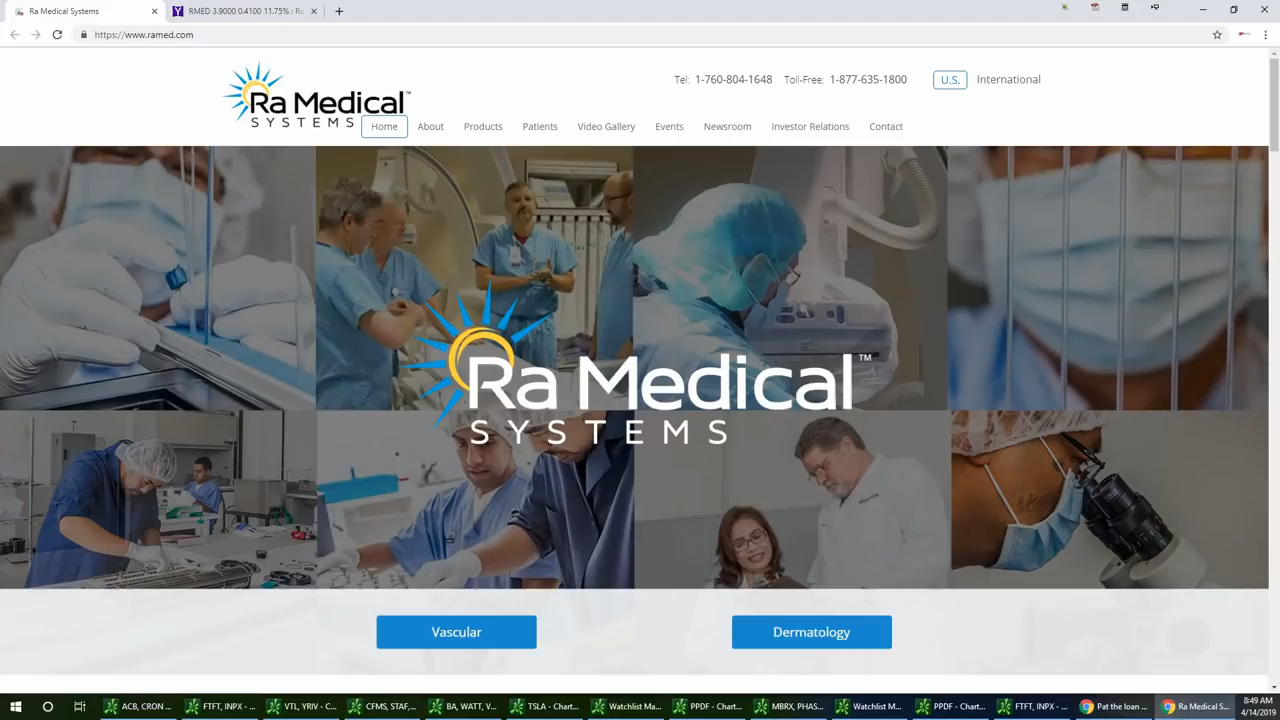 Ra Medical Systems
RMED 3.9000 0.4100 11.75% : Ra
https://www.ramed.com
Ra Medical™
SYSTEMS
Tel: 1-760-804-1648 Toll-Free: 1-877-635-1800 U.S. International
Home About Products Patients Video Gallery Events Newsroom Investor Relations Contact
Ra Medical™
SYSTEMS
Vascular Dermatology
ACB, CRON ... FTFT, INPX - ... VTL, YRIV - C... CFMS, STAF,... BA, WATT, V... TSLA - Chart... Watchlist Ma... PPDF - Chart... MBRX, PHAS... Watchlist M... PPDF - Chart... FTFT, INPX - ... Pat the loan ... Ra Medical S...
8:49 AM
4/14/2019